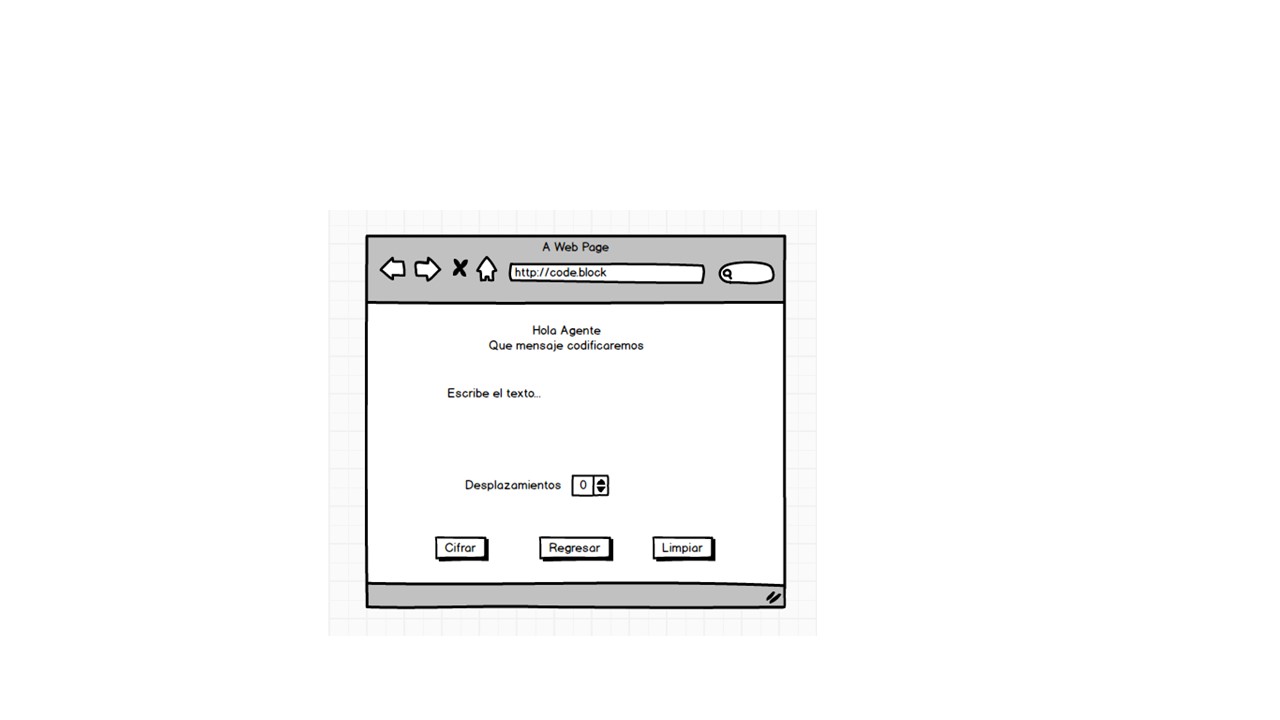 A Web Page
http://code.block
Hola Agente
Que mensaje codificaremos
Escribe el texto...
Desplazamientos 0
Cifrar Regresar Limpiar